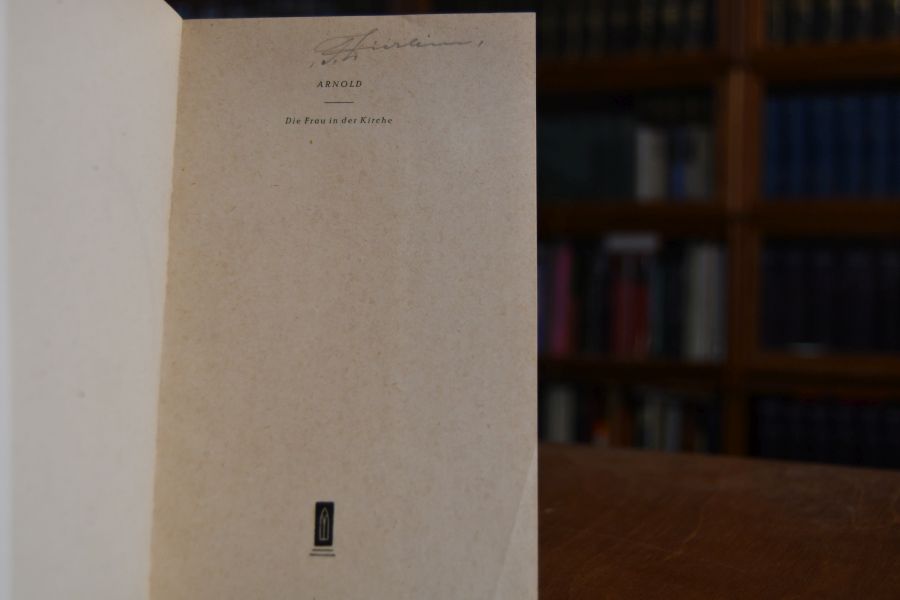 ARNOLD
Die Frau in der Kirche